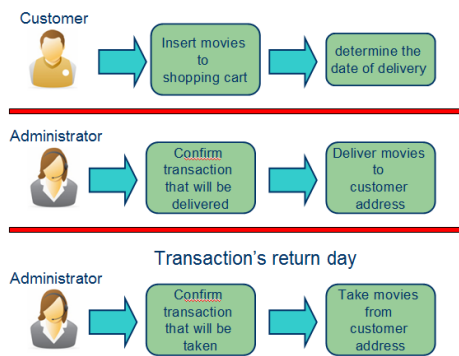 Customer
Insert movies
to
shopping cart
determine the
date of delivery
Administrator
Confirm
transaction
that will be
delivered
Deliver movies
to
customer
address
Transaction's return day
Administrator
Confirm
transaction
that will be
taken
Take movies
from
customer
address